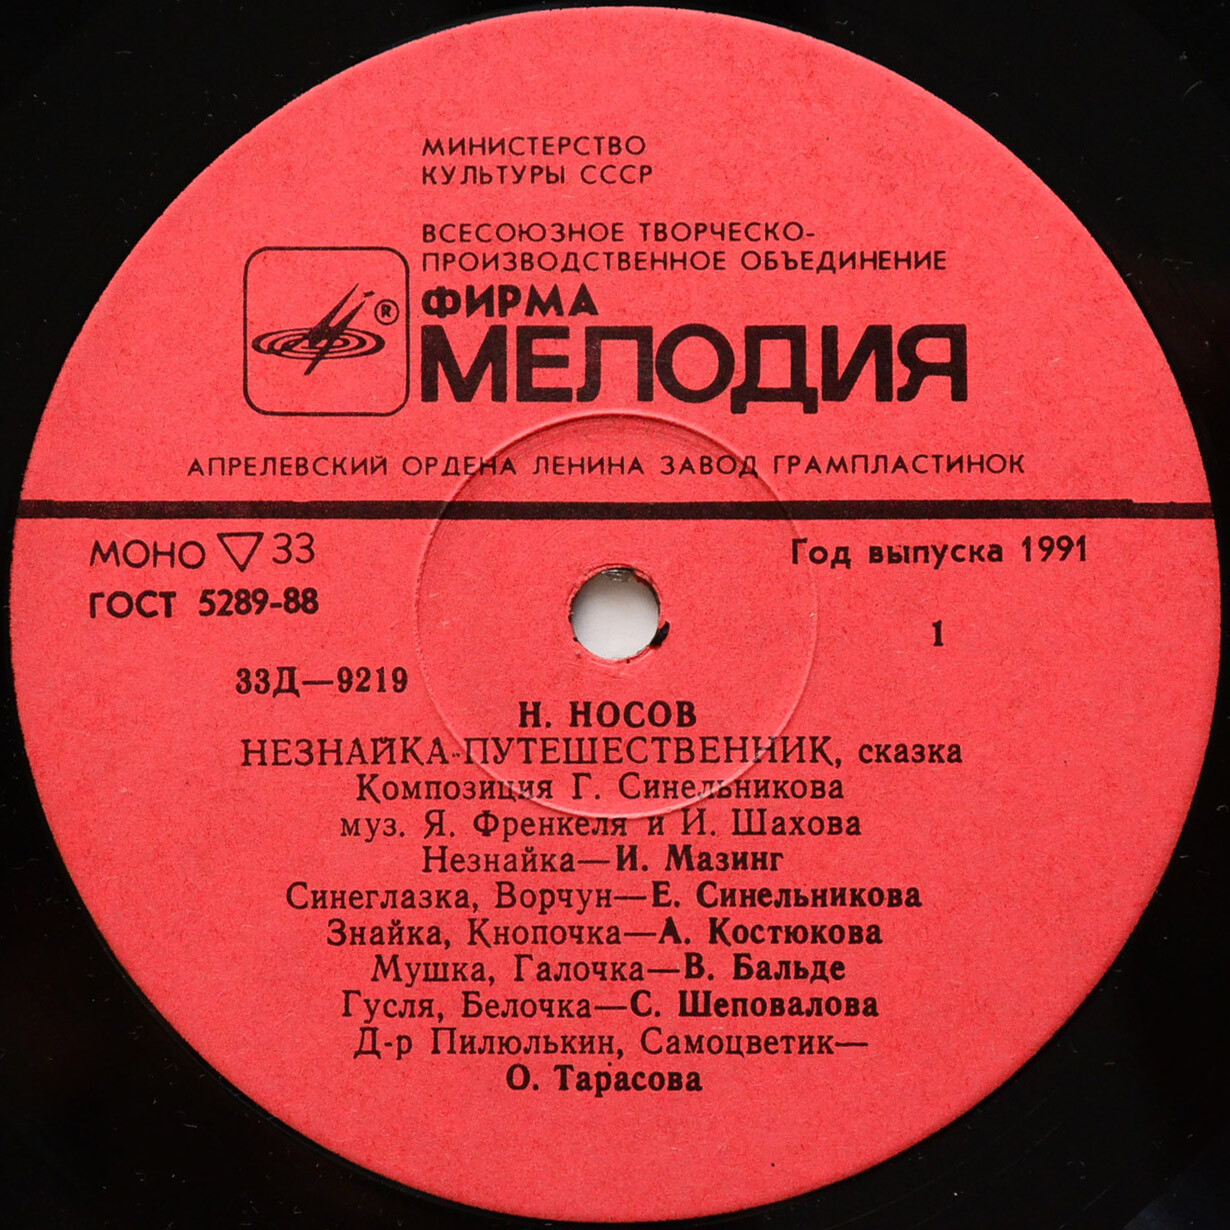 МИНИСТЕРСТВО
КУЛЬТУРЫ СССР
ВСЕСОЮЗНОЕ ТВОРЧЕСКО-
ПРОИЗВОДСТВЕННОЕ ОБЪЕДИНЕНИЕ
ФИРМА
®
МЕЛОДИЯ
АПРЕЛЕВСКИЙ ОРДЕНА ЛЕНИНА ЗАВОД ГРАМПЛАСТИНОК
МОНО ▽ 33
Год выпуска 1991
ГОСТ 5289-88
1
33Д—9219
Н. НОСОВ
НЕЗНАЙКА-ПУТЕШЕСТВЕННИК, сказка
Композиция Г. Синельникова
муз. Я. Френкеля и И. Шахова
Незнайка—И. Мазинг
Синеглазка, Ворчун—Е. Синельникова
Знайка, Кнопочка—А. Костюкова
Мушка, Галочка—В. Бальде
Гусля, Белочка—С. Шеповалова
Д-р Пилюлькин, Самоцветик—
О. Тарасова